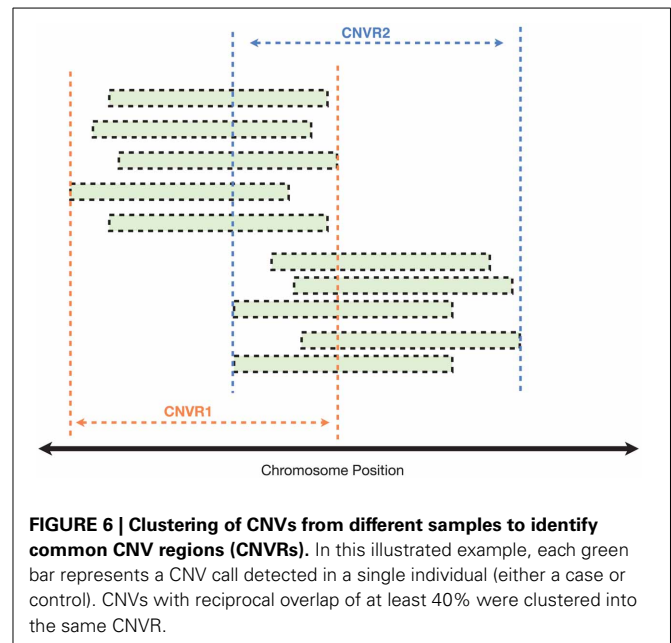 CNVR2
CNVR1
Chromosome Position
FIGURE 6 | Clustering of CNVs from different samples to identify
common CNV regions (CNVRs). In this illustrated example, each green
bar represents a CNV call detected in a single individual (either a case or
control). CNVs with reciprocal overlap of at least 40% were clustered into
the same CNVR.